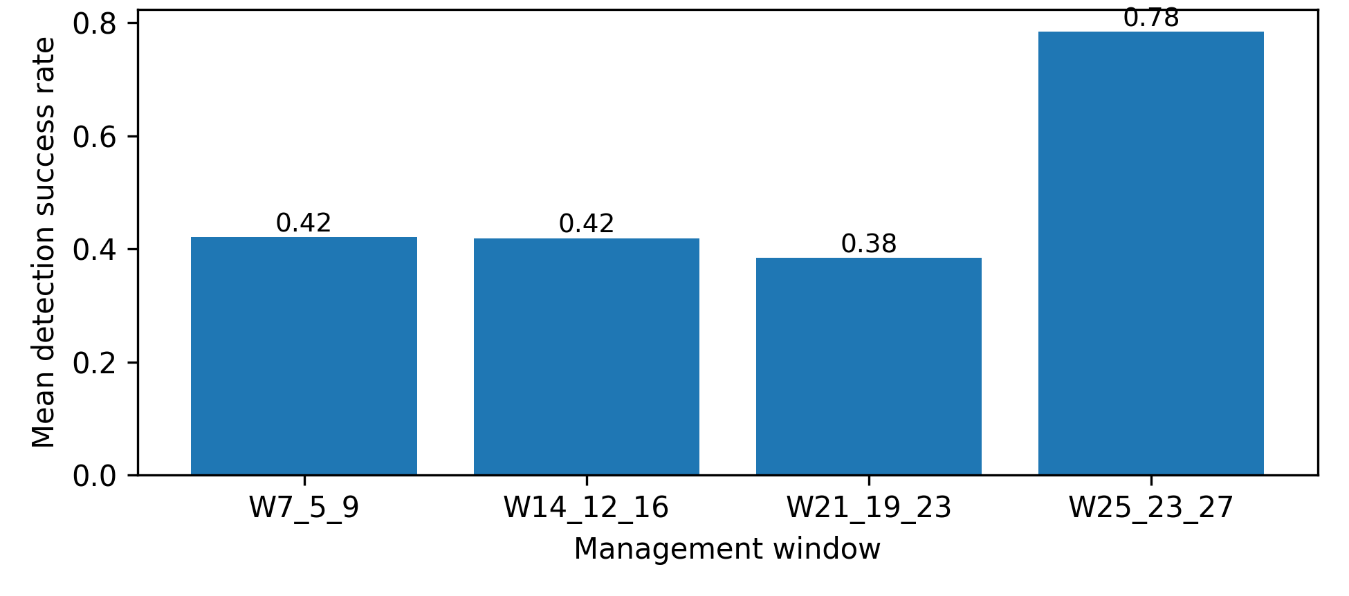 Mean detection success rate
0.8
0.6
0.4
0.2
0.0
0.42
0.42
0.38
0.78
W7_5_9
W14_12_16
W21_19_23
W25_23_27
Management window